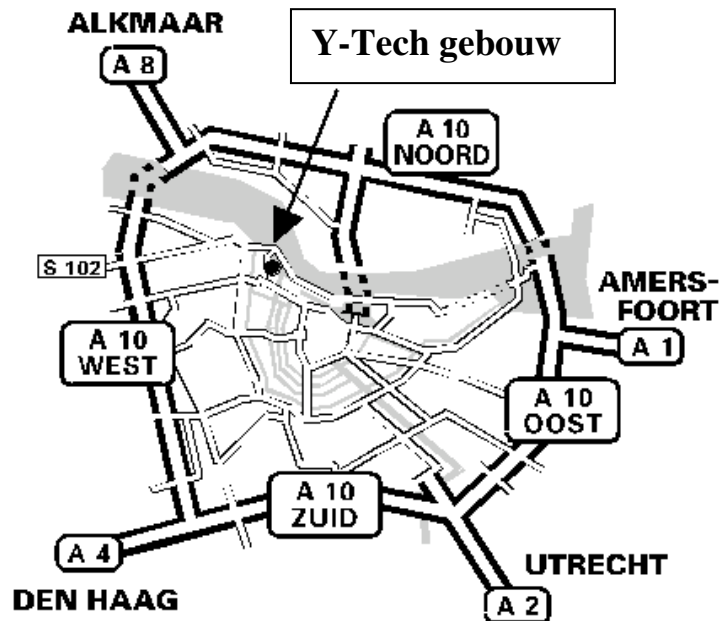 ALKMAAR
Y-Tech gebouw
A 8
A 10
NOORD
S 102
AMERS-
FOORT
A 10
WEST
A 1
A 10
OOST
A 10
ZUID
A 4
UTRECHT
DEN HAAG
A 2